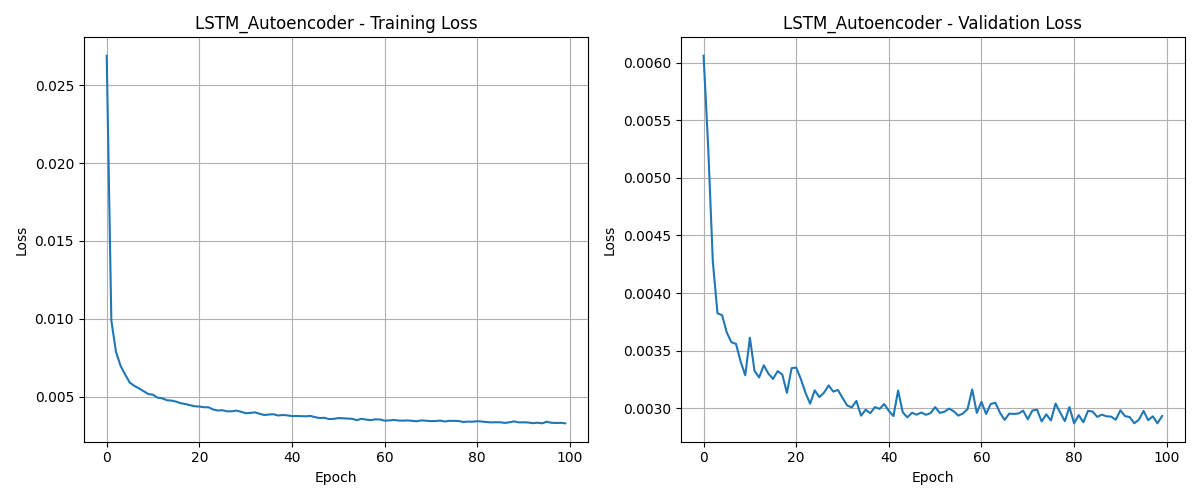 LSTM_Autoencoder - Training Loss
0.025
0.020
0.015
0.010
0.005
Loss
0 20 40 60 80 100
Epoch
LSTM_Autoencoder - Validation Loss
0.0060
0.0055
0.0050
0.0045
0.0040
0.0035
0.0030
Loss
0 20 40 60 80 100
Epoch